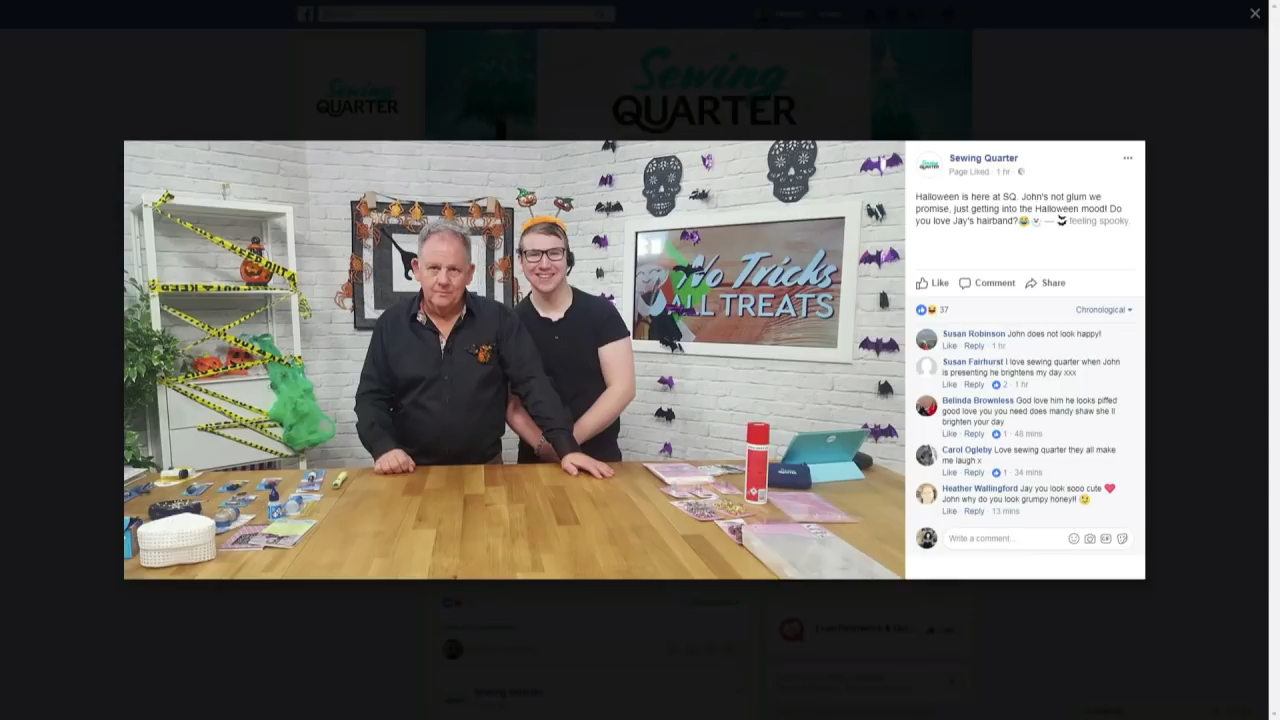 Sewing
QUARTER
Sewing
QUARTER
KEEP OUT
No Tricks
ALL TREATS
Sewing Quarter
Page Liked · 1 hr ·
Halloween is here at SQ. John's not glum we
promise, just getting into the Halloween mood! Do
you love Jay's hairband?😂 — feeling spooky.
Like Comment Share
37 Chronological
Susan Robinson John does not look happy!
Like · Reply · 1 hr
Susan Fairhurst I love sewing quarter when John
is presenting he brightens my day xxx
Like · Reply · 2 · 1 hr
Belinda Brownless God love him he looks piffed
good love you you need does mandy shaw she ll
brighten your day
Like · Reply · 1 · 48 mins
Carol Ogleby Love sewing quarter they all make
me laugh x
Like · Reply · 1 · 34 mins
Heather Wallingford Jay you look sooo cute ❤
John why do you look grumpy honey!!
Like · Reply · 13 mins
Write a comment...